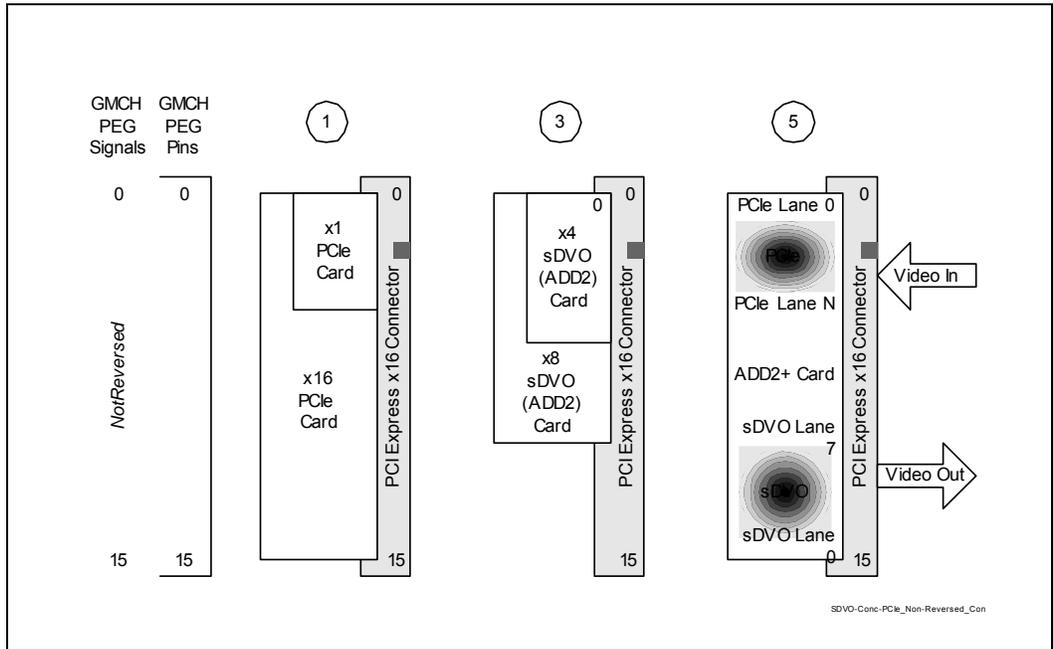 GMCH
PEG
Signals
GMCH
PEG
Pins
1
3
5
0
0
NotReversed
15
15
x1
PCIe
Card
x16
PCIe
Card
0
PCI Express x16 Connector
15
0
x4
sDVO
(ADD2)
Card
x8
sDVO
(ADD2)
Card
0
PCI Express x16 Connector
15
PCIe Lane 0
PCIe
PCIe Lane N
ADD2+ Card
sDVO Lane
7
sDVO
sDVO Lane
0
0
PCI Express x16 Connector
15
Video In
Video Out
SDVO-Conc-PCIe_Non-Reversed_Con